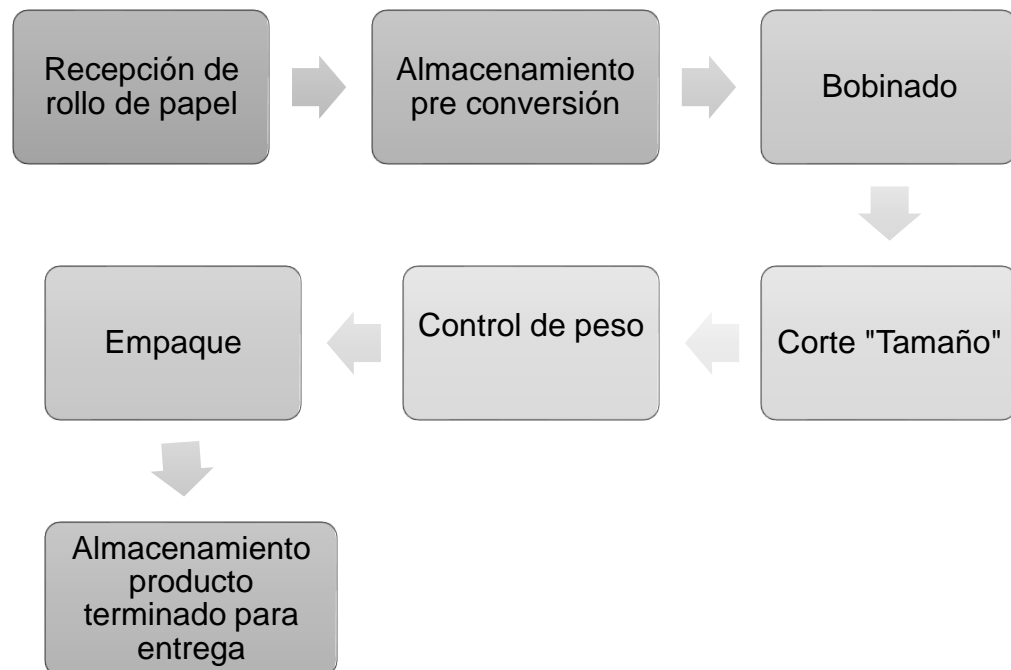 Recepción de
rollo de papel
Almacenamiento
pre conversión
Bobinado
Corte "Tamaño"
Control de peso
Empaque
Almacenamiento
producto
terminado para
entrega